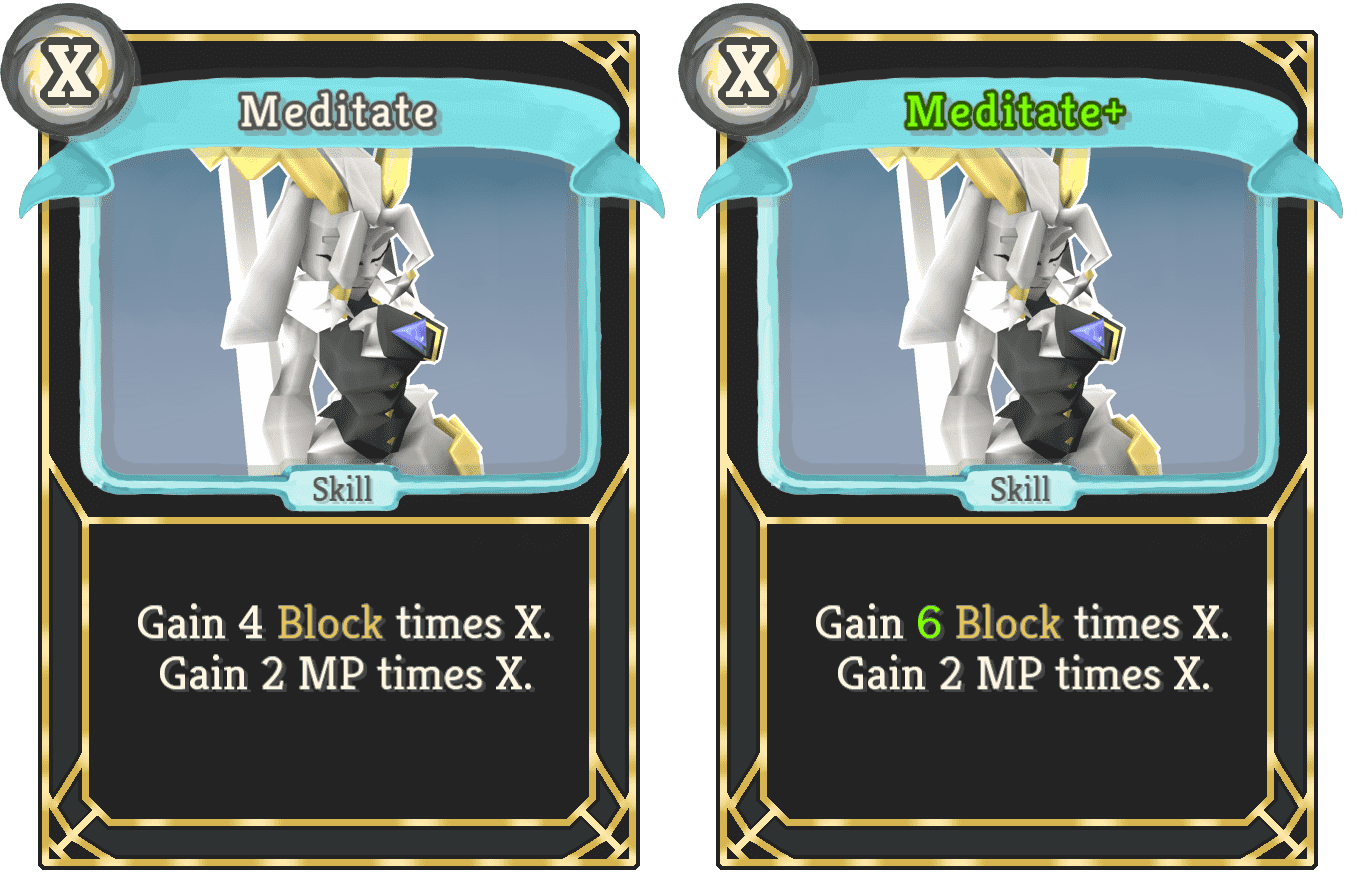 X
Meditate
Skill
Gain 4 Block times X.
Gain 2 MP times X.
X
Meditate+
Skill
Gain 6 Block times X.
Gain 2 MP times X.